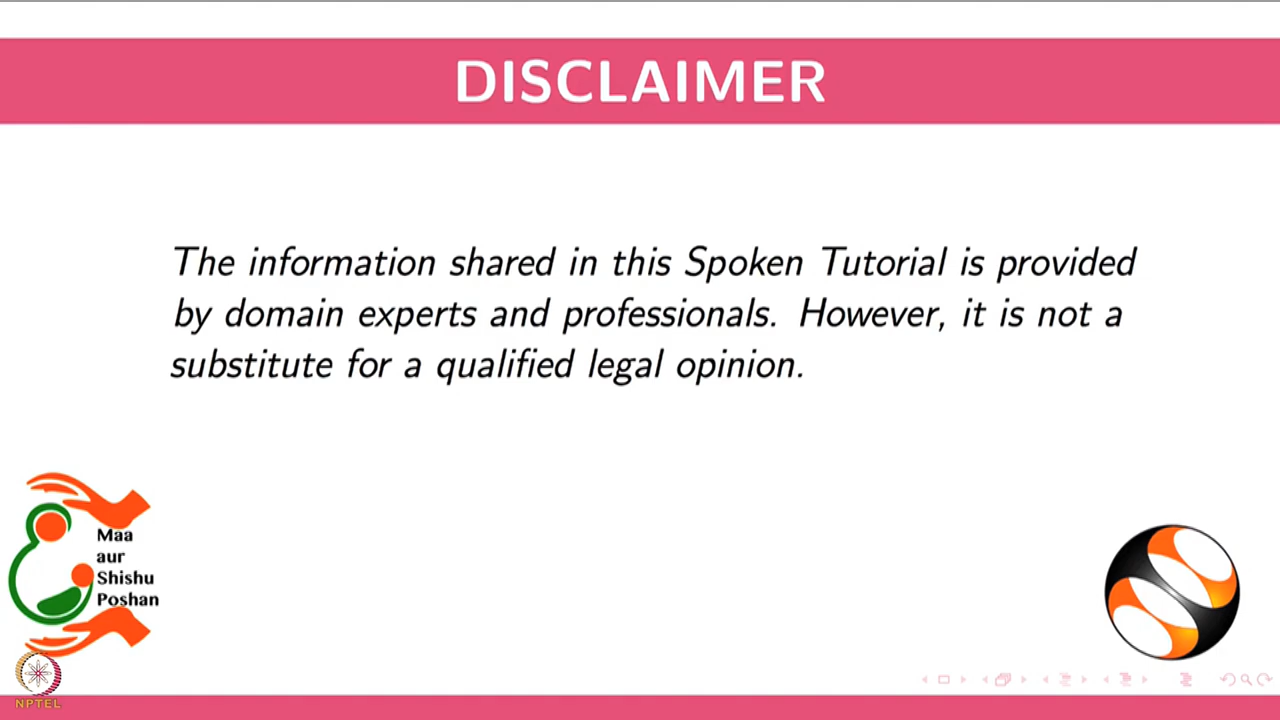 DISCLAIMER
The information shared in this Spoken Tutorial is provided
by domain experts and professionals. However, it is not a
substitute for a qualified legal opinion.
Maa
aur
Shishu
Poshan
NPTEL